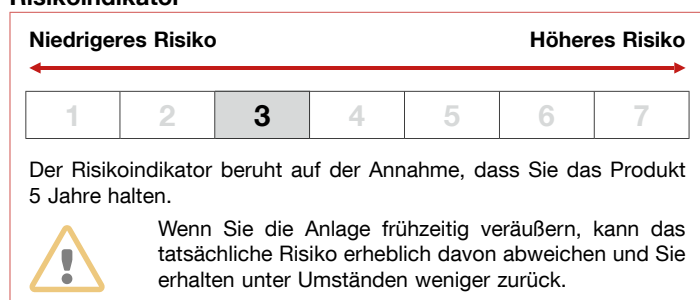 Risikoindikator
Niedrigeres Risiko Höheres Risiko
1 2 3 4 5 6 7
Der Risikoindikator beruht auf der Annahme, dass Sie das Produkt
5 Jahre halten.
Wenn Sie die Anlage frühzeitig veräußern, kann das
tatsächliche Risiko erheblich davon abweichen und Sie
erhalten unter Umständen weniger zurück.